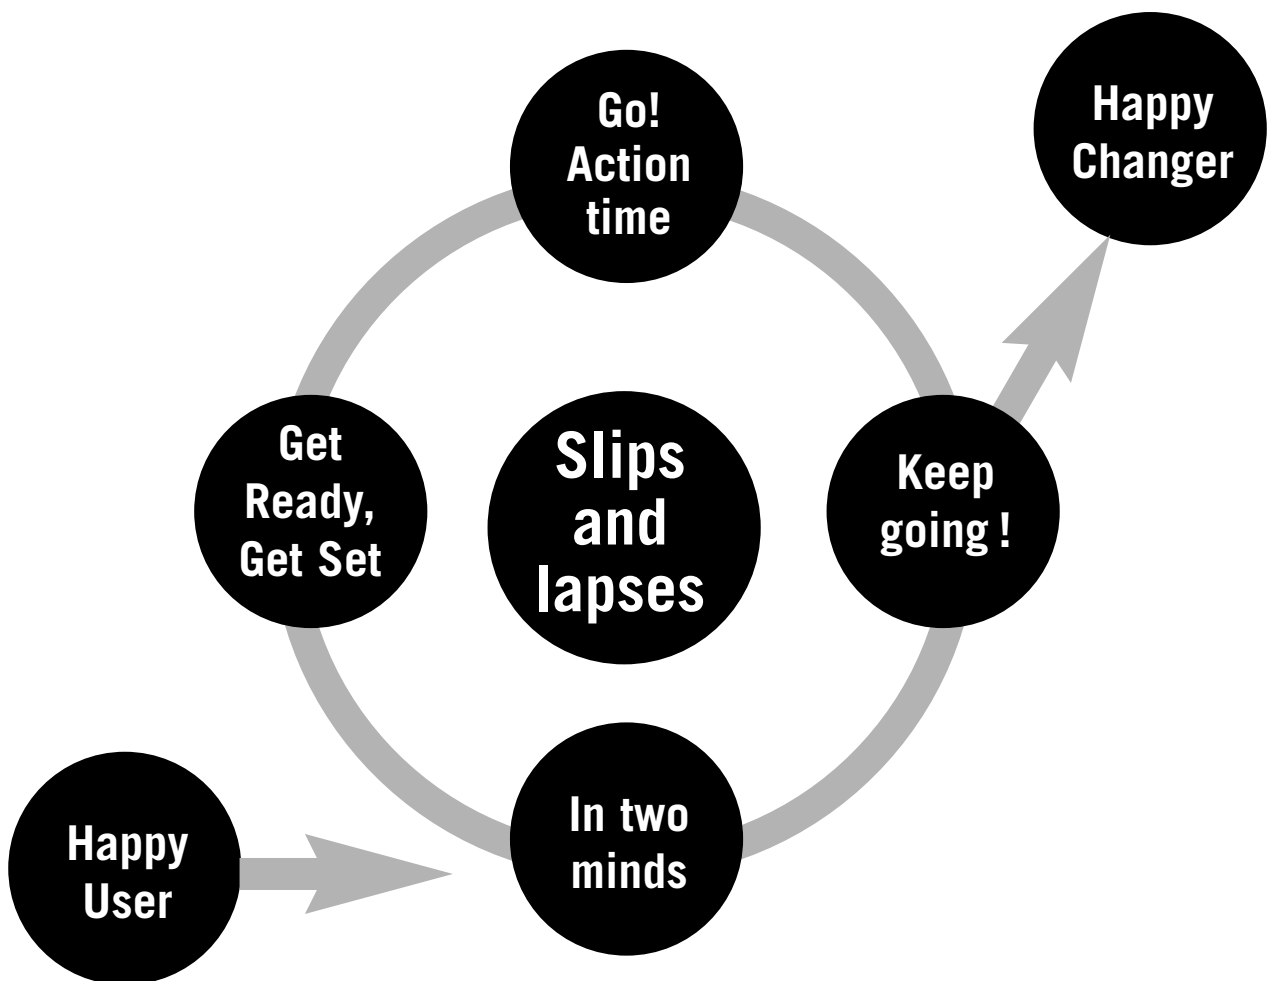 Go!
Action
time
Happy
Changer
Get
Ready,
Get Set
Slips
and
lapses
Keep
going !
In two
minds
Happy
User